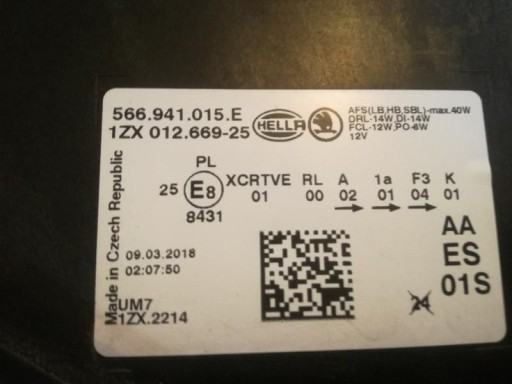 566.941.015.E
1ZX 012.669-25
HELLA
AFS(LB,HB,SBL)-max.40W
DRL-14W,DI-14W
FCL-12W,PO-6W
12V
PL
25 E8 XCRTVE RL A 1a F3 K
8431 01 00 02 01 04 01
Made in Czech Republic
09.03.2018
02:07:50
UM7
1ZX.2214
AA
ES
01S
24